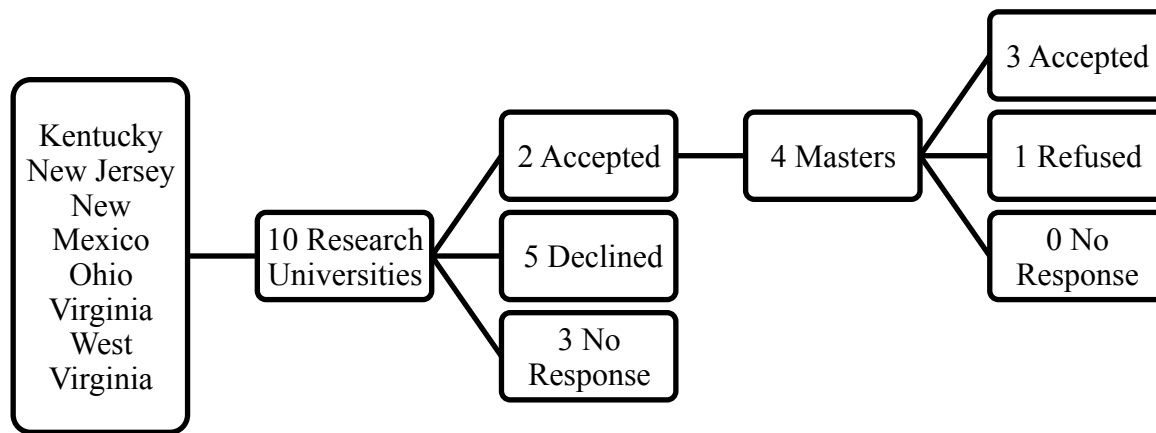 Kentucky
New Jersey
New
Mexico
Ohio
Virginia
West
Virginia
10 Research
Universities
2 Accepted
5 Declined
3 No
Response
4 Masters
3 Accepted
1 Refused
0 No
Response